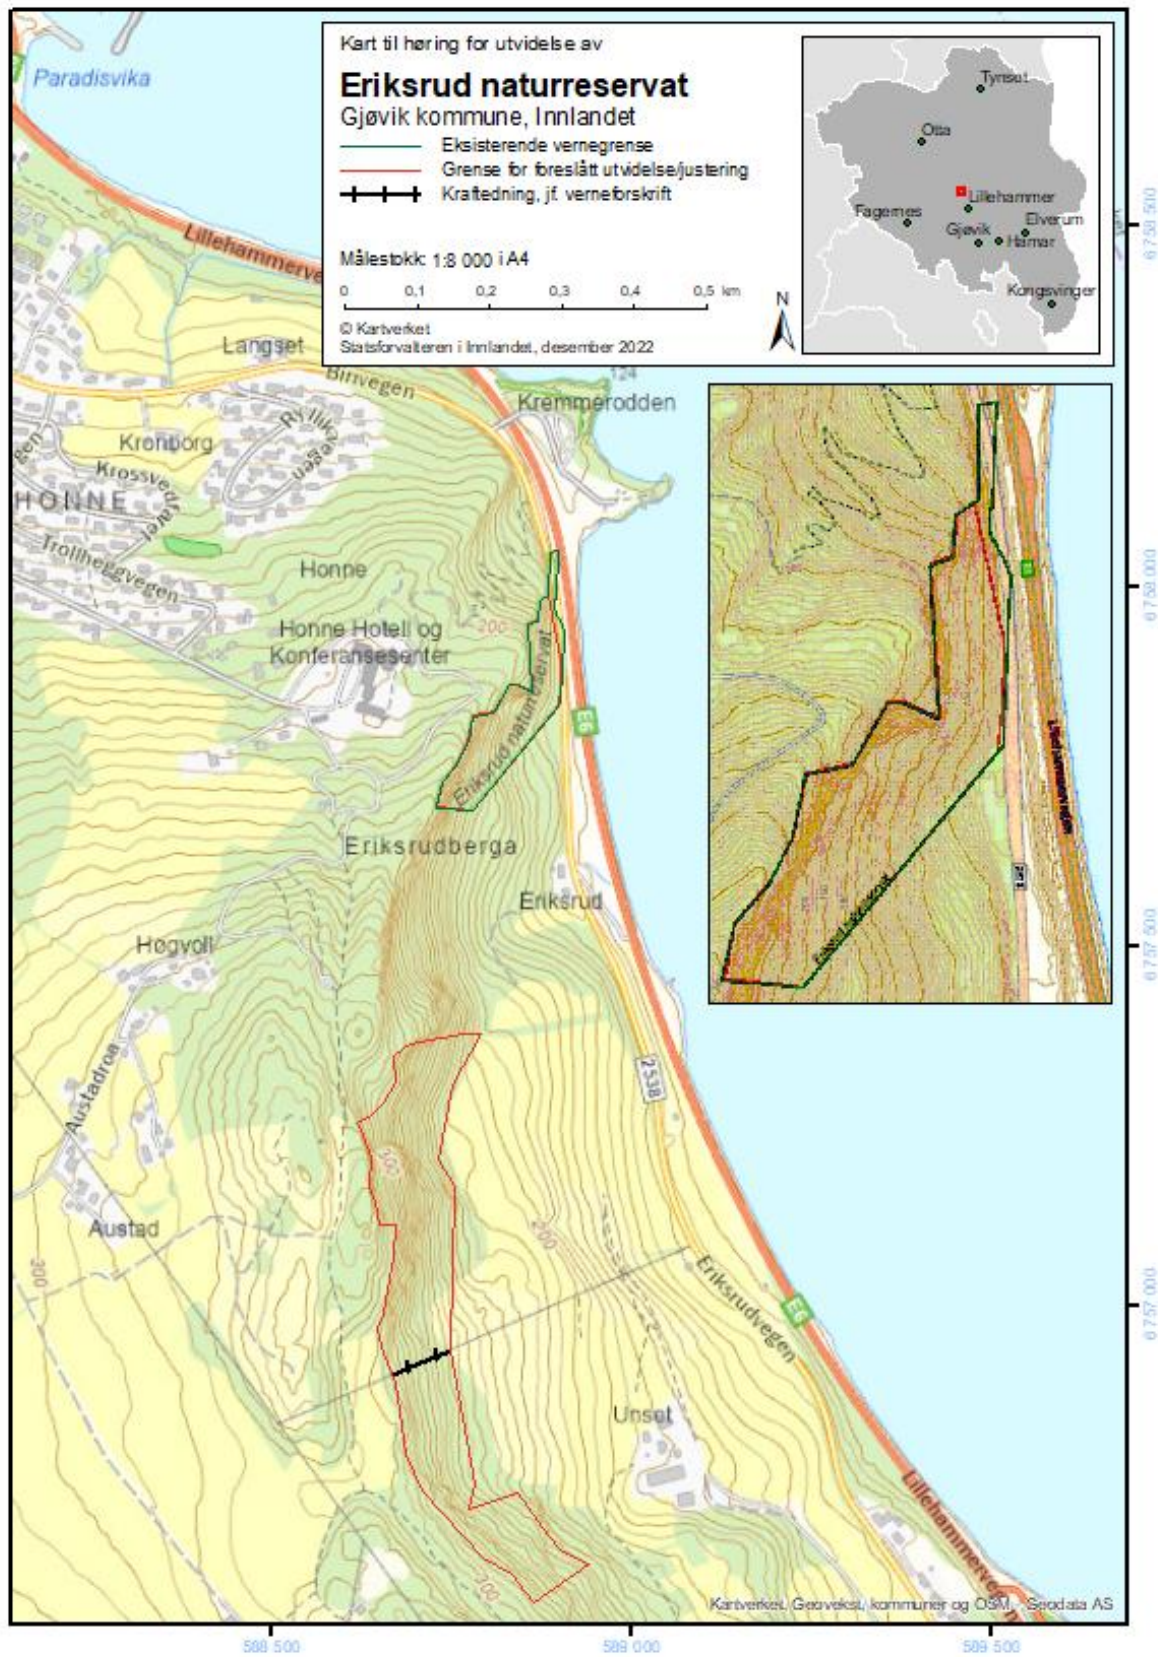 Kart til høring for utvidelse av
Eriksrud naturreservat
Gjøvik kommune, Innlandet
Eksisterende vernegrense
Grense for foreslått utvidelse/justering
Kraftledning, jf. verneforskrift
Målestokk: 1:8 000 i A4
0 0,1 0,2 0,3 0,4 0,5 km
N
© Kartverket
Statsforvalteren i Innlandet, desember 2022
Tynset
Otta
Lillehammer
Fagernes
Elverum
Gjøvik
Hamar
Kongsvinger
Paradisvika
6 758 500
Langset
Birivegen
124
Kremmerodden
Kronborg
HONNE
Trollheggvegen
Honne
6 758 000
Honne Hotell og
Konferansesenter
200
Eriksrud naturreservat
E6
Eriksrudberga
Eriksrud
Høgvoll
6 757 500
2538
Austadroa
300
Austad
200
300
Eriksrudvegen
E6
6 757 000
Unset
200
Kartverket, Geovekst, kommuner og OSM, Geodata AS
588 500
589 000
589 500